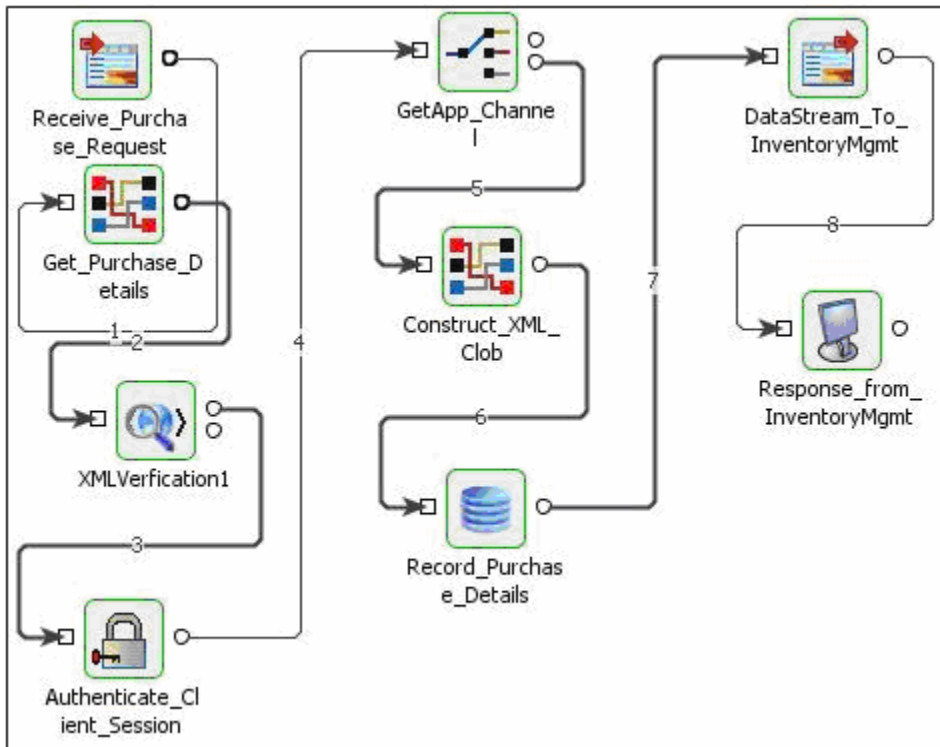 Receive_Purcha
se_Request
Get_Purchase_D
etails
1
2
XMLVerfication1
3
Authenticate_Cl
ient_Session
4
GetApp_Channe
l
5
Construct_XML_
Clob
6
Record_Purchas
e_Details
7
DataStream_To_
InventoryMgmt
8
Response_from_
InventoryMgmt